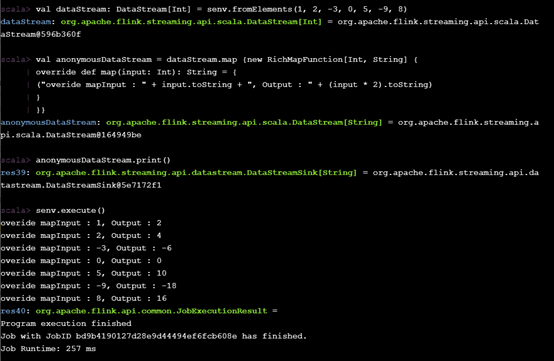 scala> val dataStream: DataStream[Int] = senv.fromElements(1, 2, -3, 0, 5, -9, 8)
dataStream: org.apache.flink.streaming.api.scala.DataStream[Int] = org.apache.flink.streaming.api.scala.Dat
aStream@596b360f
scala> val anonymousDataStream = dataStream.map {new RichMapFunction[Int, String] {
| override def map(input: Int): String = {
| ("overide mapInput : " + input.toString + ", Output : " + (input * 2).toString)
| }
| }}
anonymousDataStream: org.apache.flink.streaming.api.scala.DataStream[String] = org.apache.flink.streaming.a
pi.scala.DataStream@164949be
scala> anonymousDataStream.print()
res39: org.apache.flink.streaming.api.datastream.DataStreamSink[String] = org.apache.flink.streaming.api.da
tastream.DataStreamSink@5e7172f1
scala> senv.execute()
overide mapInput : 1, Output : 2
overide mapInput : 2, Output : 4
overide mapInput : -3, Output : -6
overide mapInput : 0, Output : 0
overide mapInput : 5, Output : 10
overide mapInput : -9, Output : -18
overide mapInput : 8, Output : 16
res40: org.apache.flink.api.common.JobExecutionResult =
Program execution finished
Job with JobID bd9b4190127d28e9d44494ef6fcb608e has finished.
Job Runtime: 257 ms